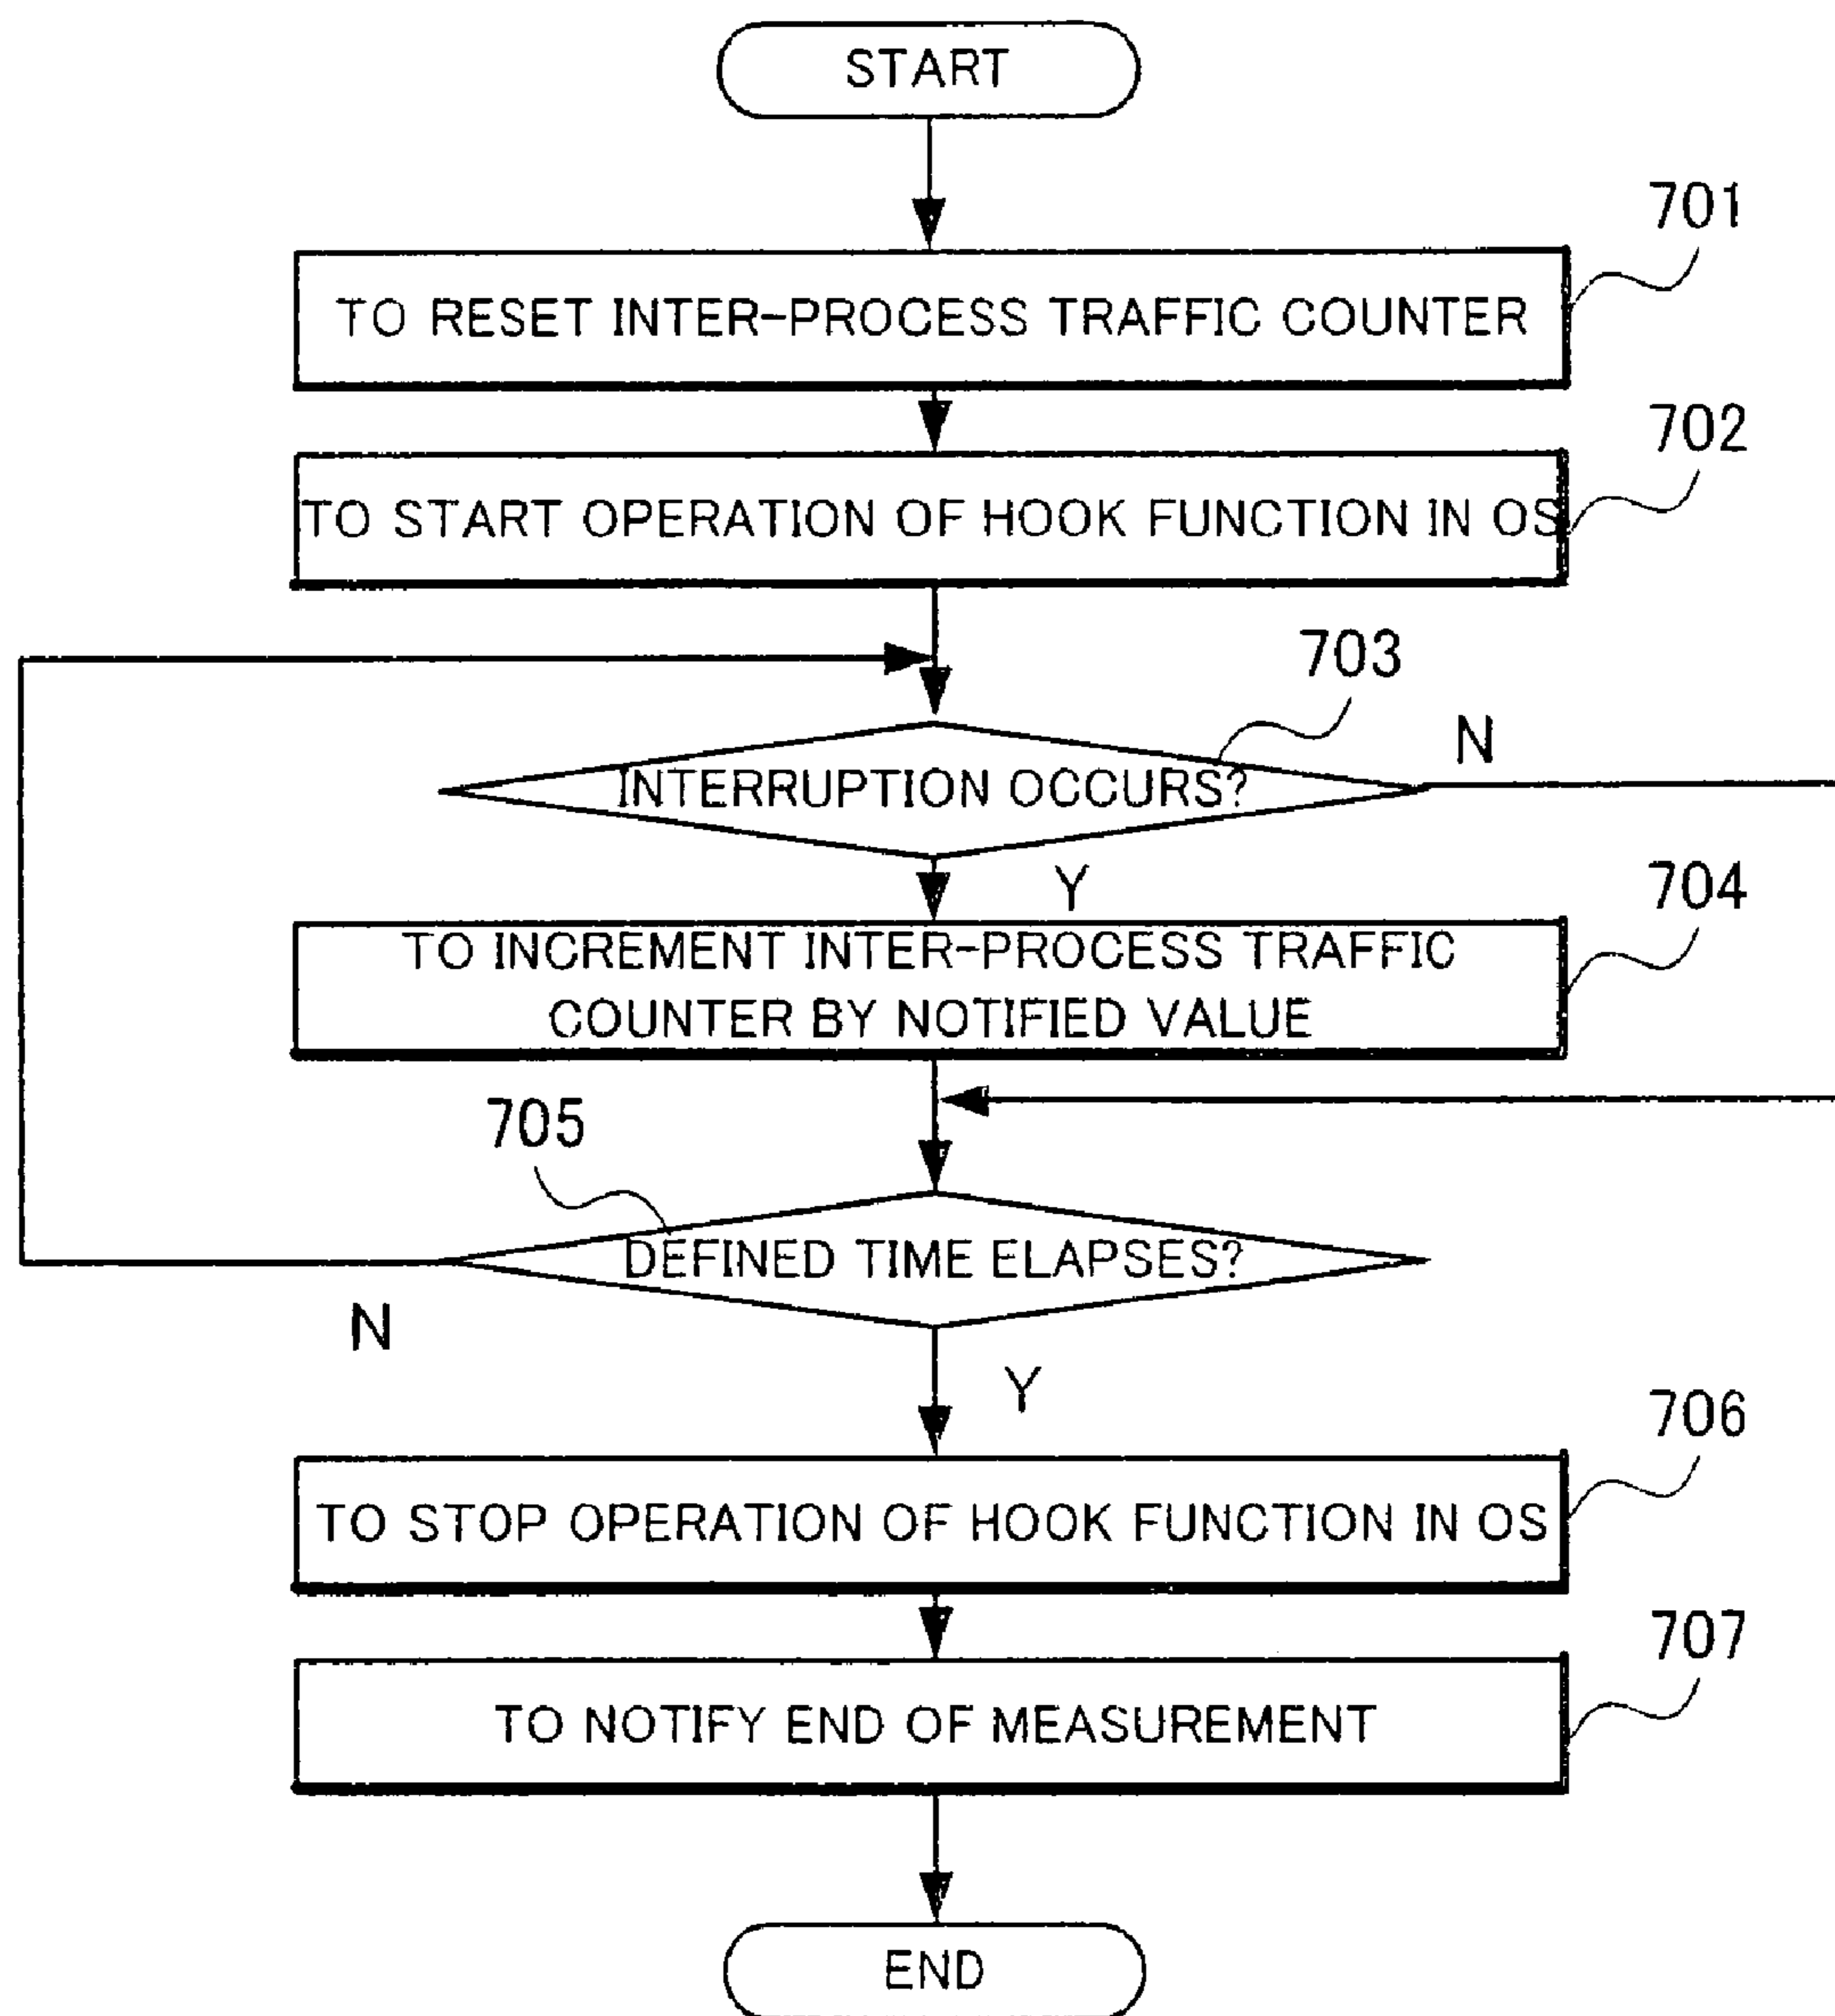 START
701
TO RESET INTER-PROCESS TRAFFIC COUNTER
702
TO START OPERATION OF HOOK FUNCTION IN OS
703
N
INTERRUPTION OCCURS?
Y
704
TO INCREMENT INTER-PROCESS TRAFFIC
COUNTER BY NOTIFIED VALUE
705
DEFINED TIME ELAPSES?
N
Y
706
TO STOP OPERATION OF HOOK FUNCTION IN OS
707
TO NOTIFY END OF MEASUREMENT
END